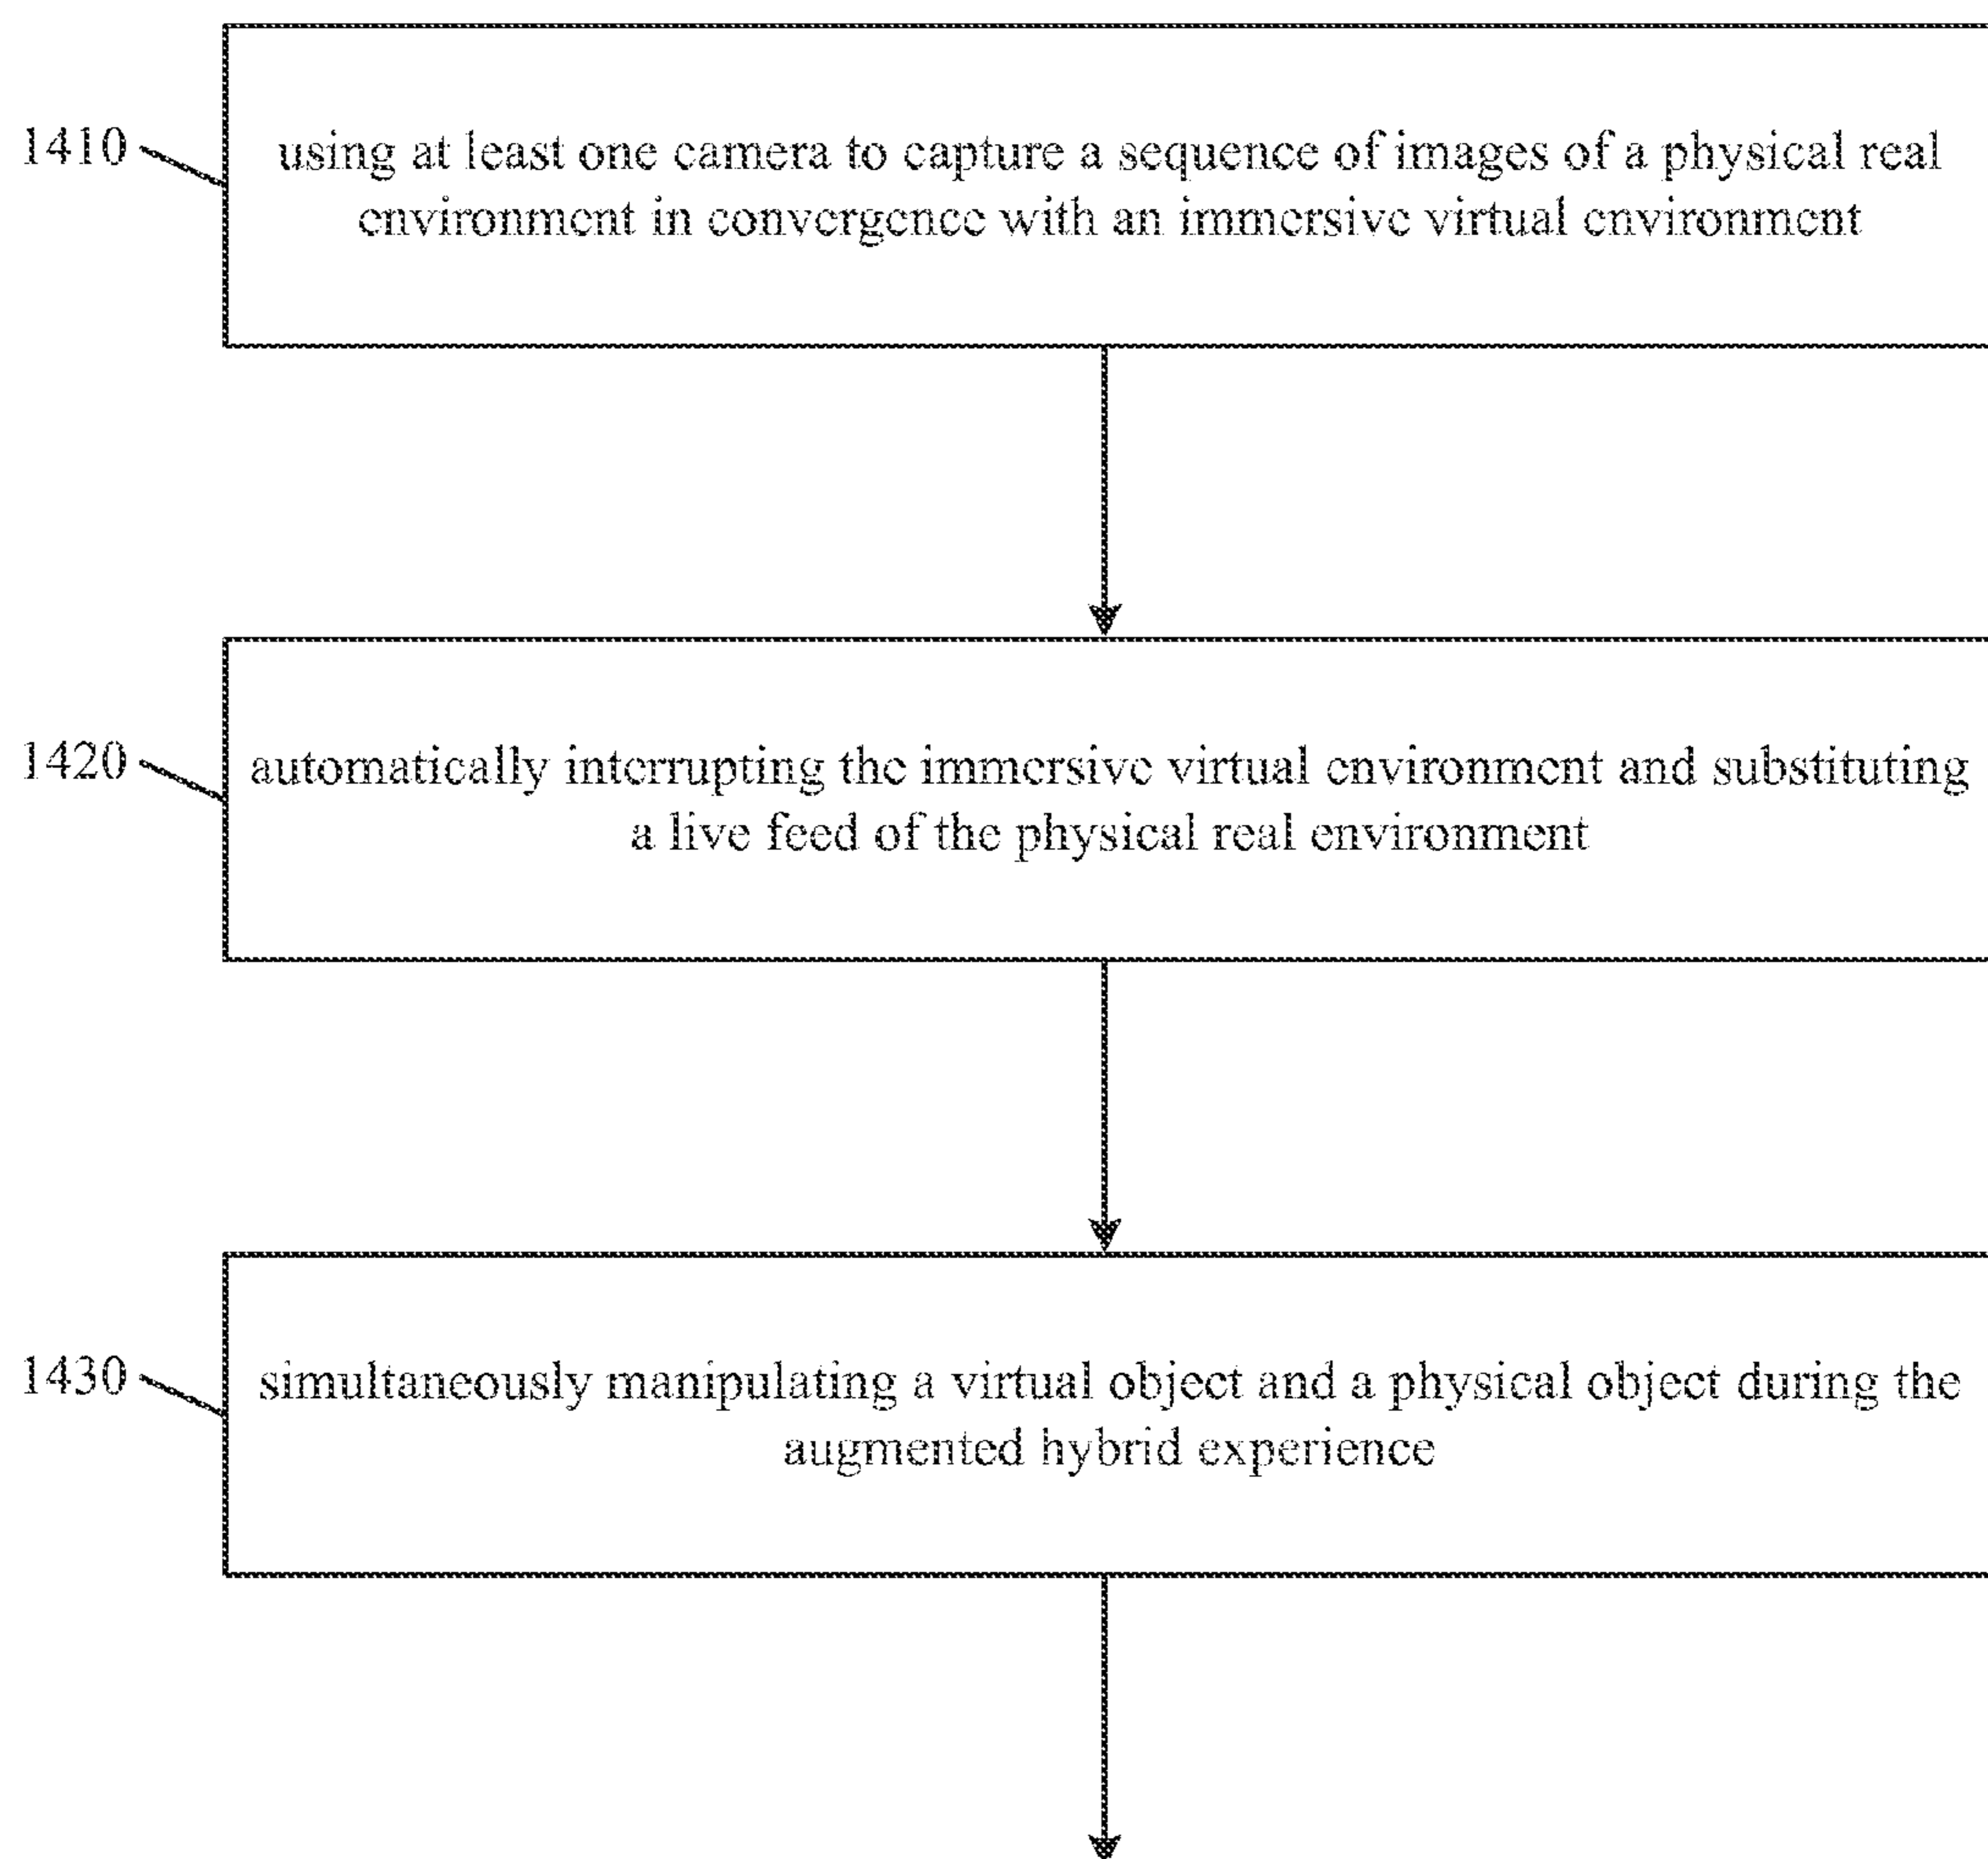 1410
using at least one camera to capture a sequence of images of a physical real
environment in convergence with an immersive virtual environment
1420
automatically interrupting the immersive virtual environment and substituting
a live feed of the physical real environment
1430
simultaneously manipulating a virtual object and a physical object during the
augmented hybrid experience